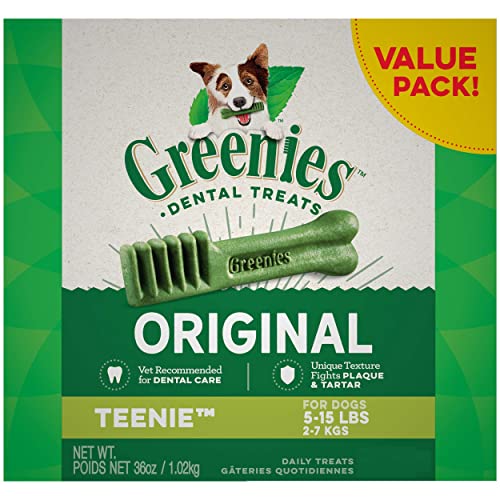 VALUE
PACK!
Greenies™
•DENTAL TREATS•
Greenies
ORIGINAL
Vet Recommended
for DENTAL CARE
Unique Texture
Fights PLAQUE
& TARTAR
TEENIE™
FOR DOGS
5-15 LBS
2-7 KGS
NET WT.
POIDS NET 36oz / 1.02kg
DAILY TREATS
GÂTERIES QUOTIDIENNES